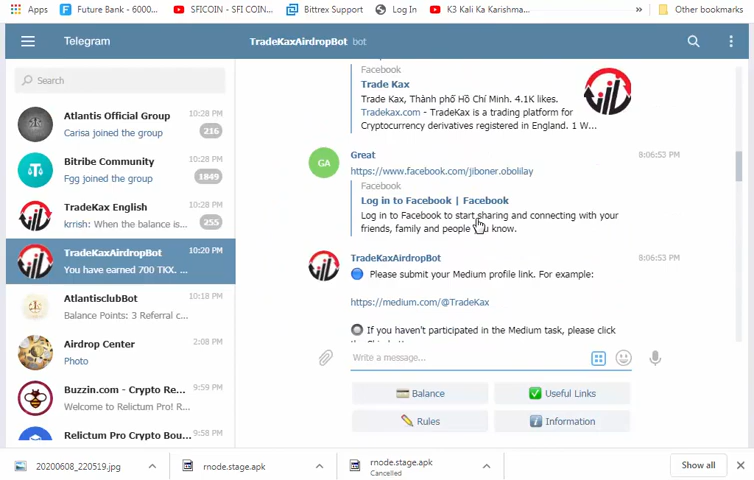 Apps Future Bank - 6000... SFICOIN - SFI COIN... Bittrex Support Log In K3 Kali Ka Karishma... » Other bookmarks
Telegram TradeKaxAirdropBot bot
Search
Atlantis Official Group 10:28 PM
Carisa joined the group 216
Bitribe Community 10:28 PM
Fgg joined the group 1849
TradeKax English 10:28 PM
krrish: When the balance is... 255
TradeKaxAirdropBot 10:20 PM
You have earned 700 TKX. ...
AtlantisclubBot 10:18 PM
Balance Points: 3 Referral c...
Airdrop Center 2:08 PM
Photo
Buzzin.com - Crypto Re... 9:59 PM
Welcome to Relictum Pro! R...
Relictum Pro Crypto Bou... 9:58 PM
Facebook
Trade Kax
Trade Kax, Thành phố Hồ Chí Minh. 4.1K likes.
Tradekax.com - TradeKax is a trading platform for
Cryptocurrency derivatives registered in England. 1 W...
GA Great 8:06:53 PM
https://www.facebook.com/jiboner.obolilay
Facebook
Log in to Facebook | Facebook
Log in to Facebook to start sharing and connecting with your
friends, family and people you know.
TradeKaxAirdropBot 8:06:53 PM
Please submit your Medium profile link. For example:
https://medium.com/@TradeKax
If you haven't participated in the Medium task, please click
Write a message...
Balance Useful Links
Rules Information
20200608_220519.jpg rnode.stage.apk rnode.stage.apk Show all
Cancelled